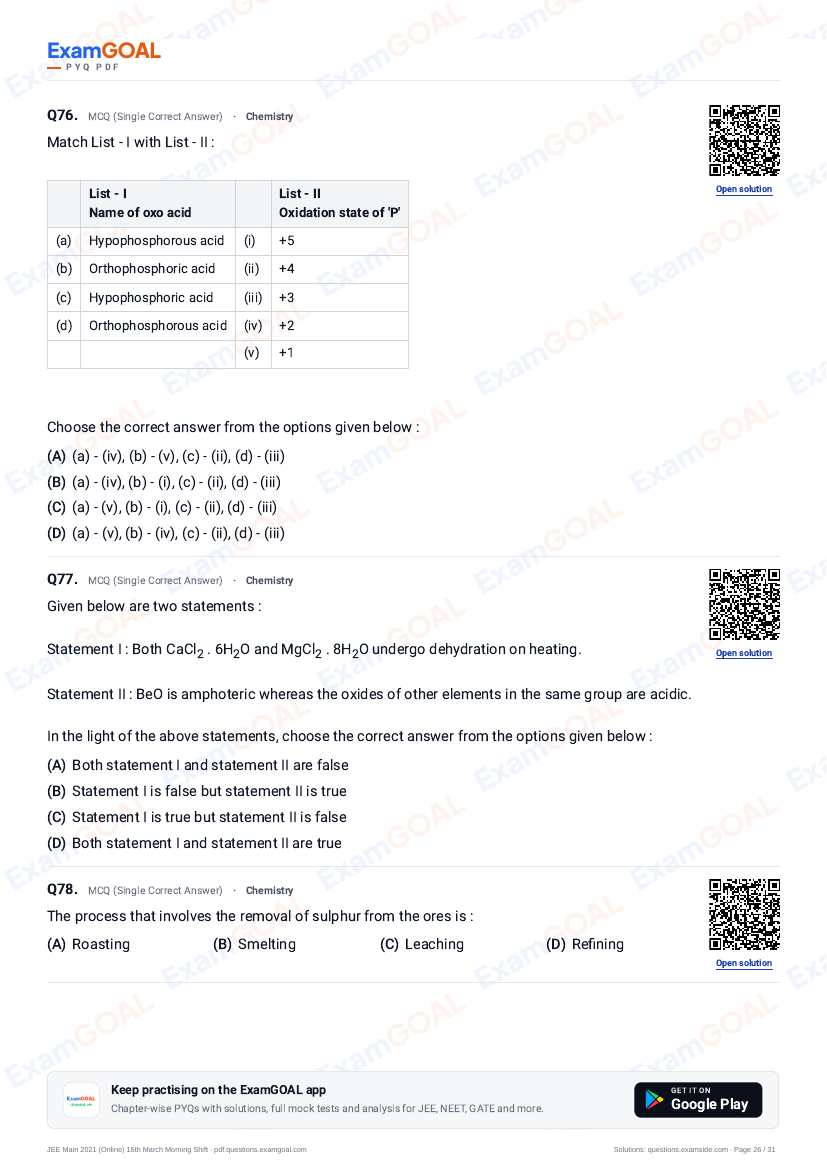 ExamGOAL
PYQ PDF
Q76. MCQ (Single Correct Answer) · Chemistry
Match List - I with List - II :
Open solution
List - I List - II
Name of oxo acid Oxidation state of 'P'
(a) Hypophosphorous acid (i) +5
(b) Orthophosphoric acid (ii) +4
(c) Hypophosphoric acid (iii) +3
(d) Orthophosphorous acid (iv) +2
(v) +1
Choose the correct answer from the options given below :
(A) (a) - (iv), (b) - (v), (c) - (ii), (d) - (iii)
(B) (a) - (iv), (b) - (i), (c) - (ii), (d) - (iii)
(C) (a) - (v), (b) - (i), (c) - (ii), (d) - (iii)
(D) (a) - (v), (b) - (iv), (c) - (ii), (d) - (iii)
Q77. MCQ (Single Correct Answer) · Chemistry
Given below are two statements :
Open solution
Statement I : Both CaCl2 . 6H2O and MgCl2 . 8H2O undergo dehydration on heating.
Statement II : BeO is amphoteric whereas the oxides of other elements in the same group are acidic.
In the light of the above statements, choose the correct answer from the options given below :
(A) Both statement I and statement II are false
(B) Statement I is false but statement II is true
(C) Statement I is true but statement II is false
(D) Both statement I and statement II are true
Q78. MCQ (Single Correct Answer) · Chemistry
The process that involves the removal of sulphur from the ores is :
(A) Roasting (B) Smelting (C) Leaching (D) Refining
Open solution
ExamGOAL
Keep practising on the ExamGOAL app
Chapter-wise PYQs with solutions, full mock tests and analysis for JEE, NEET, GATE and more.
GET IT ON
Google Play
JEE Main 2021 (Online) 16th March Morning Shift · pdf.questions.examgoal.com Solutions: questions.examside.com · Page 26 / 31